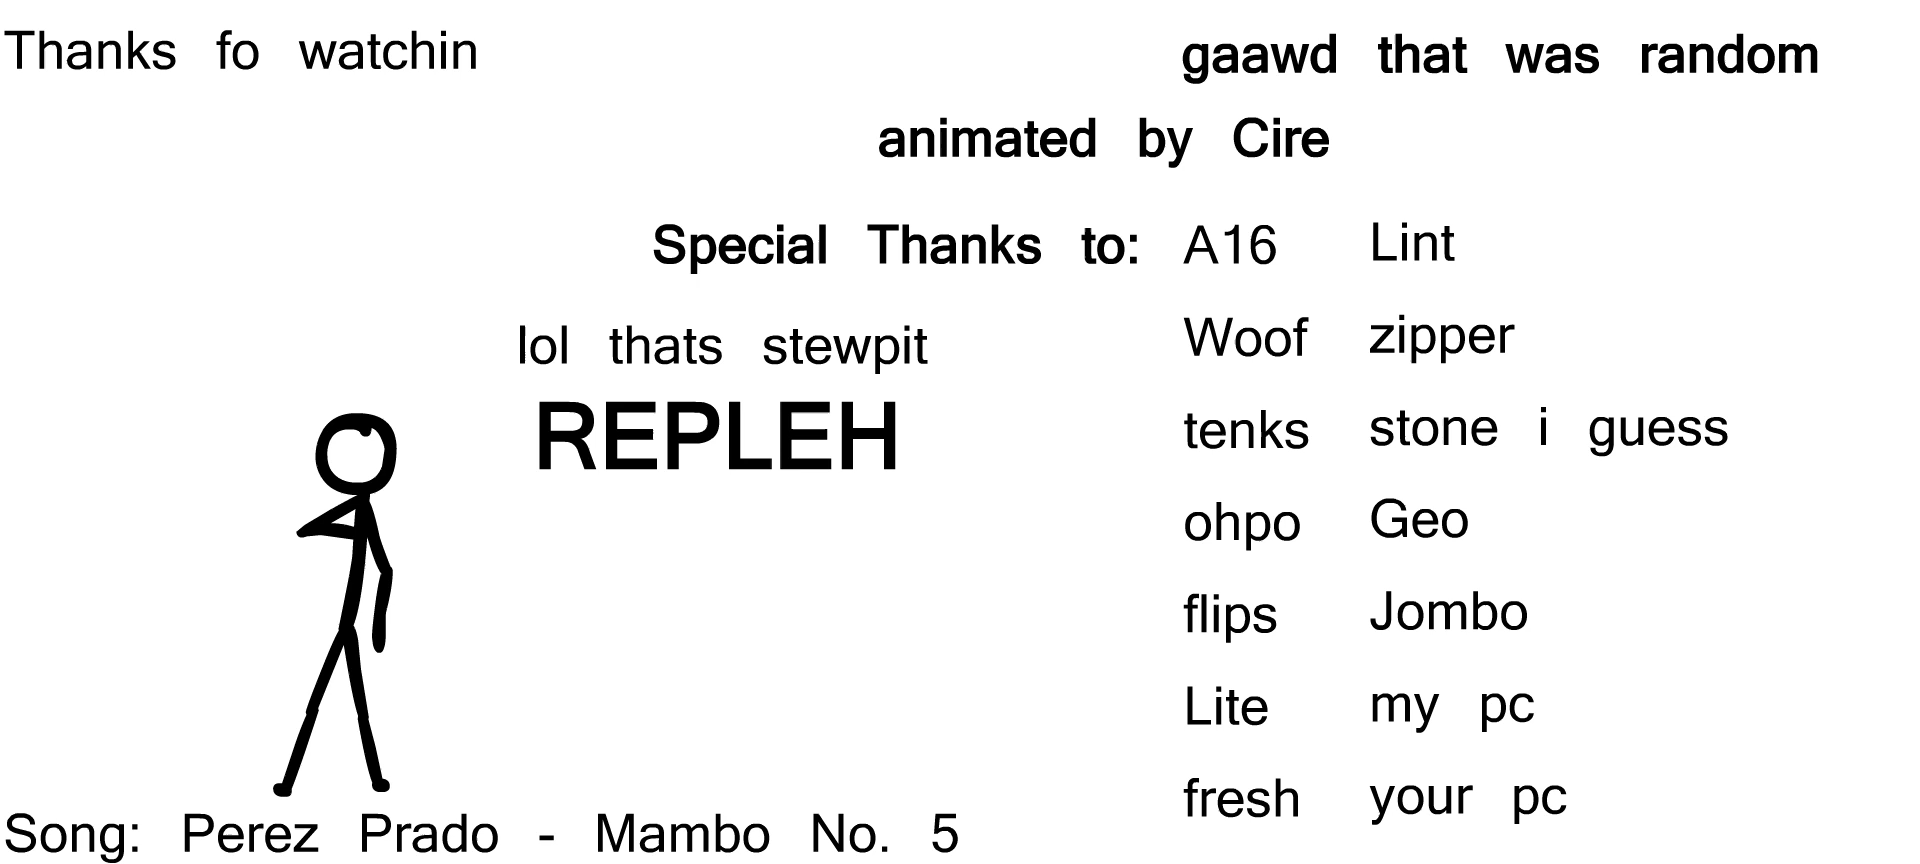 Thanks fo watchin
gaawd that was random
animated by Cire
Special Thanks to: A16 Lint
lol thats stewpit
Woof zipper
REPLEH
tenks stone i guess
ohpo Geo
flips Jombo
Lite my pc
fresh your pc
Song: Perez Prado - Mambo No. 5